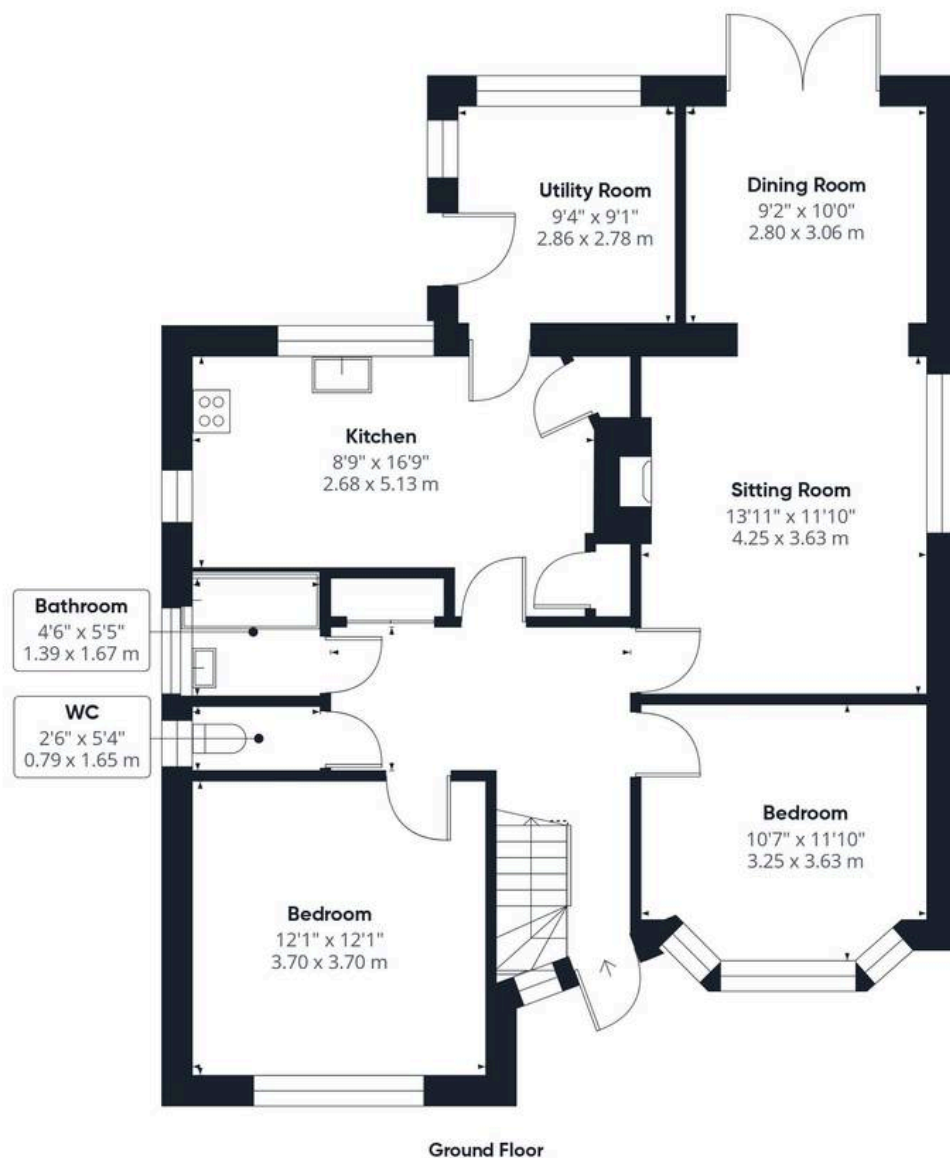 Utility Room
9'4" x 9'1"
2.86 x 2.78 m
Dining Room
9'2" x 10'0"
2.80 x 3.06 m
Kitchen
8'9" x 16'9"
2.68 x 5.13 m
Sitting Room
13'11" x 11'10"
4.25 x 3.63 m
Bathroom
4'6" x 5'5"
1.39 x 1.67 m
WC
2'6" x 5'4"
0.79 x 1.65 m
Bedroom
10'7" x 11'10"
3.25 x 3.63 m
Bedroom
12'1" x 12'1"
3.70 x 3.70 m
Ground Floor